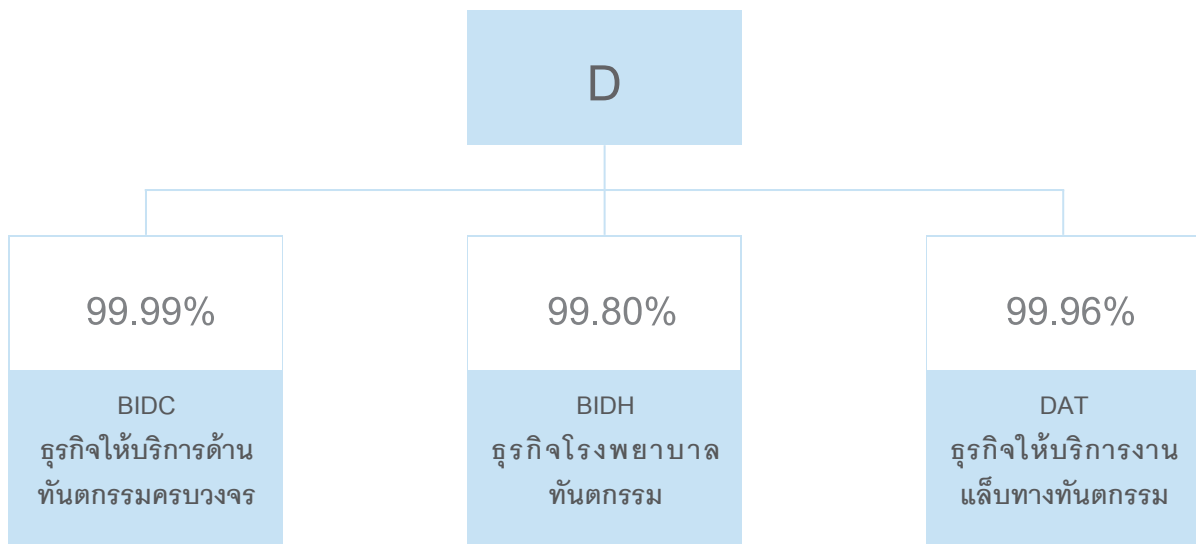 D
99.99%
BIDC
ธุรกิจให้บริการด้าน
ทันตกรรมครบวงจร
99.80%
BIDH
ธุรกิจโรงพยาบาล
ทันตกรรม
99.96%
DAT
ธุรกิจให้บริการงาน
แล็บทางทันตกรรม